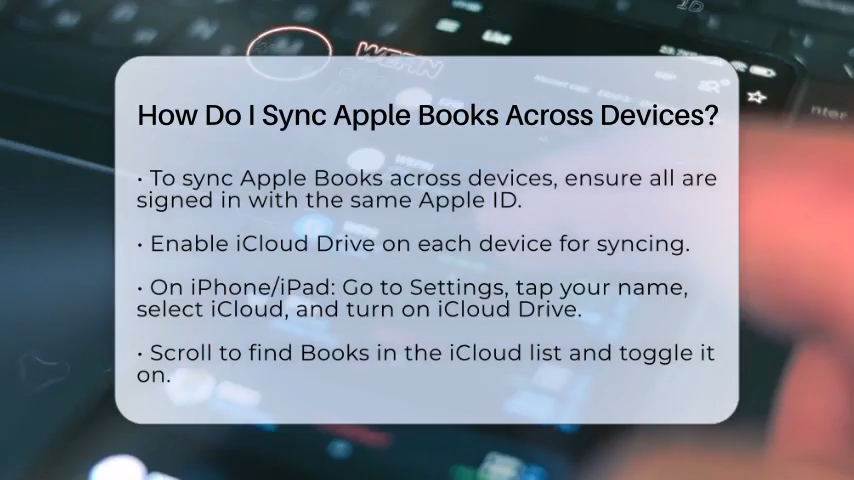 How Do I Sync Apple Books Across Devices?
• To sync Apple Books across devices, ensure all are
signed in with the same Apple ID.
• Enable iCloud Drive on each device for syncing.
• On iPhone/iPad: Go to Settings, tap your name,
select iCloud, and turn on iCloud Drive.
• Scroll to find Books in the iCloud list and toggle it
on.